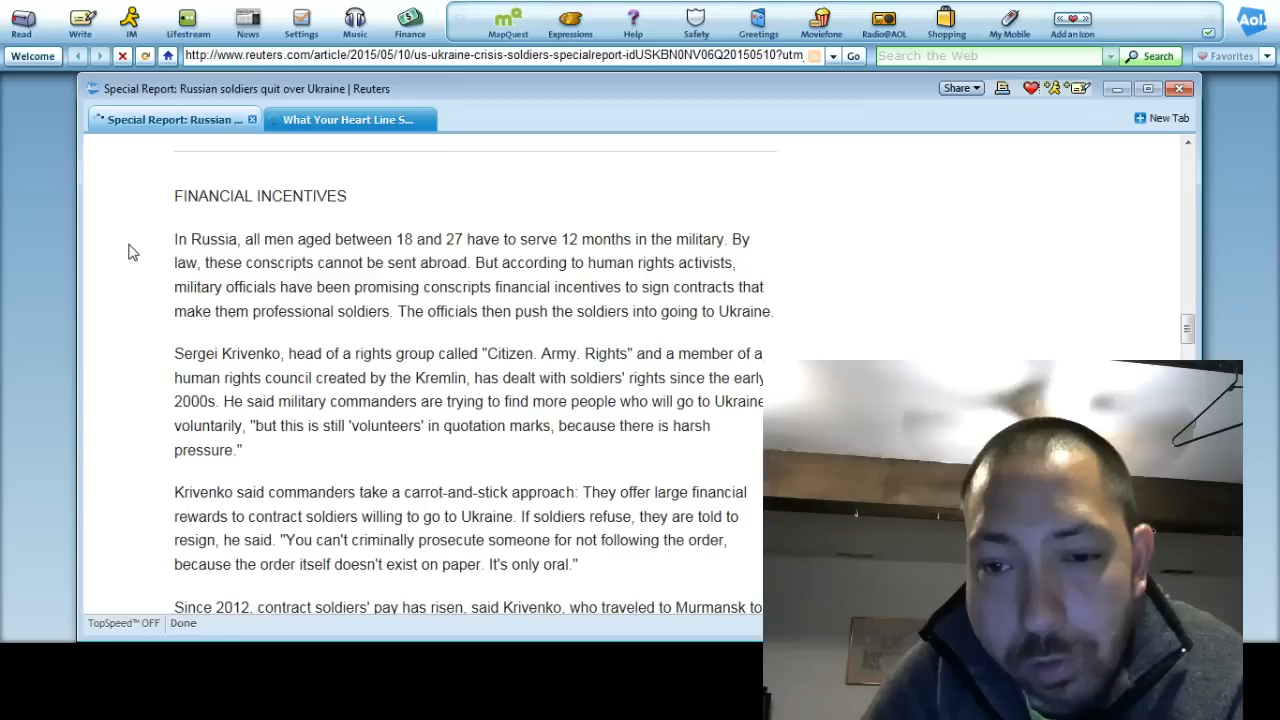 Read Write IM Lifestream News Settings Music Finance MapQuest Expressions Help Safety Greetings Moviefone Radio@AOL Shopping My Mobile Add an Icon Aol.
Welcome http://www.reuters.com/article/2015/05/10/us-ukraine-crisis-soldiers-specialreport-idUSKBN0NV06Q20150510?utm_ Go Search the Web Search Favorites
Special Report: Russian soldiers quit over Ukraine | Reuters Share
Special Report: Russian ... What Your Heart Line S... New Tab
FINANCIAL INCENTIVES
In Russia, all men aged between 18 and 27 have to serve 12 months in the military. By
law, these conscripts cannot be sent abroad. But according to human rights activists,
military officials have been promising conscripts financial incentives to sign contracts that
make them professional soldiers. The officials then push the soldiers into going to Ukraine.
Sergei Krivenko, head of a rights group called "Citizen. Army. Rights" and a member of a
human rights council created by the Kremlin, has dealt with soldiers' rights since the early
2000s. He said military commanders are trying to find more people who will go to Ukraine
voluntarily, "but this is still 'volunteers' in quotation marks, because there is harsh
pressure."
Krivenko said commanders take a carrot-and-stick approach: They offer large financial
rewards to contract soldiers willing to go to Ukraine. If soldiers refuse, they are told to
resign, he said. "You can't criminally prosecute someone for not following the order,
because the order itself doesn't exist on paper. It's only oral."
Since 2012, contract soldiers' pay has risen, said Krivenko, who traveled to Murmansk to
TopSpeed™ OFF Done